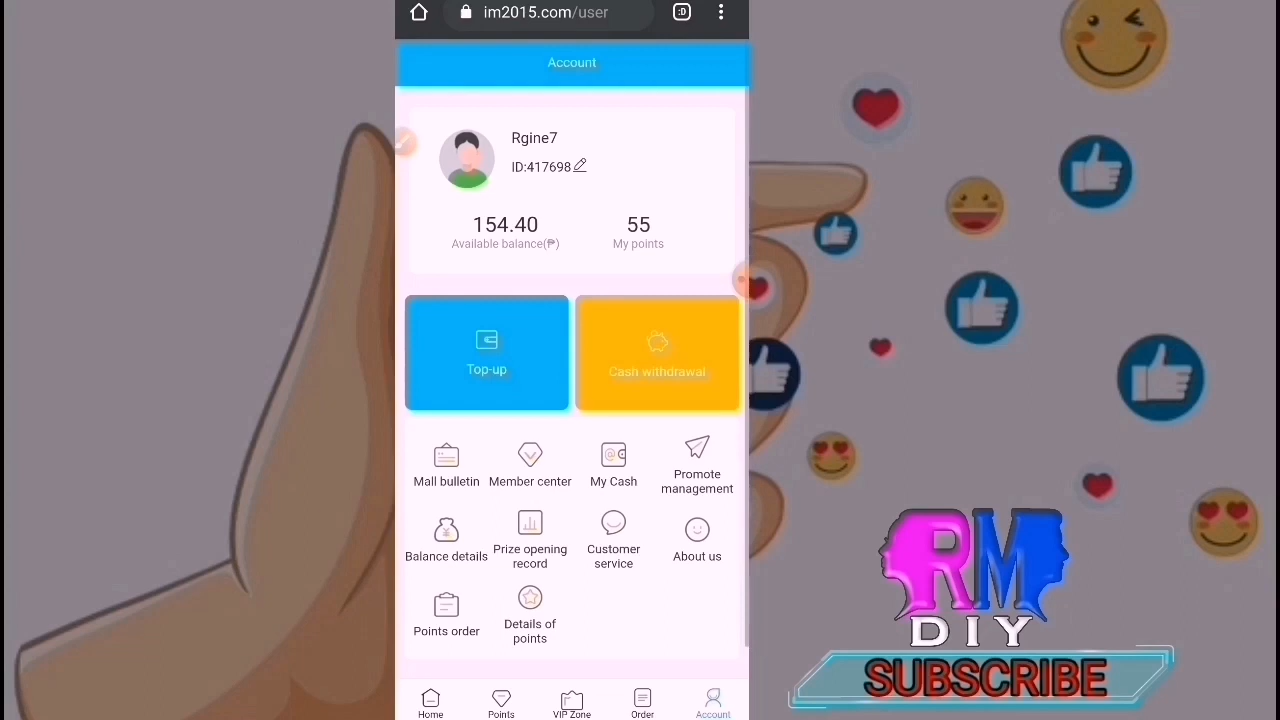 im2015.com/user
:D
Account
Rgine7
ID:417698
154.40
55
Available balance(₱)
My points
Top-up
Cash withdrawal
Mall bulletin
Member center
My Cash
Promote
management
Balance details
Prize opening
record
Customer
service
About us
Points order
Details of
points
Home
Points
VIP Zone
Order
Account
RM
DIY
SUBSCRIBE